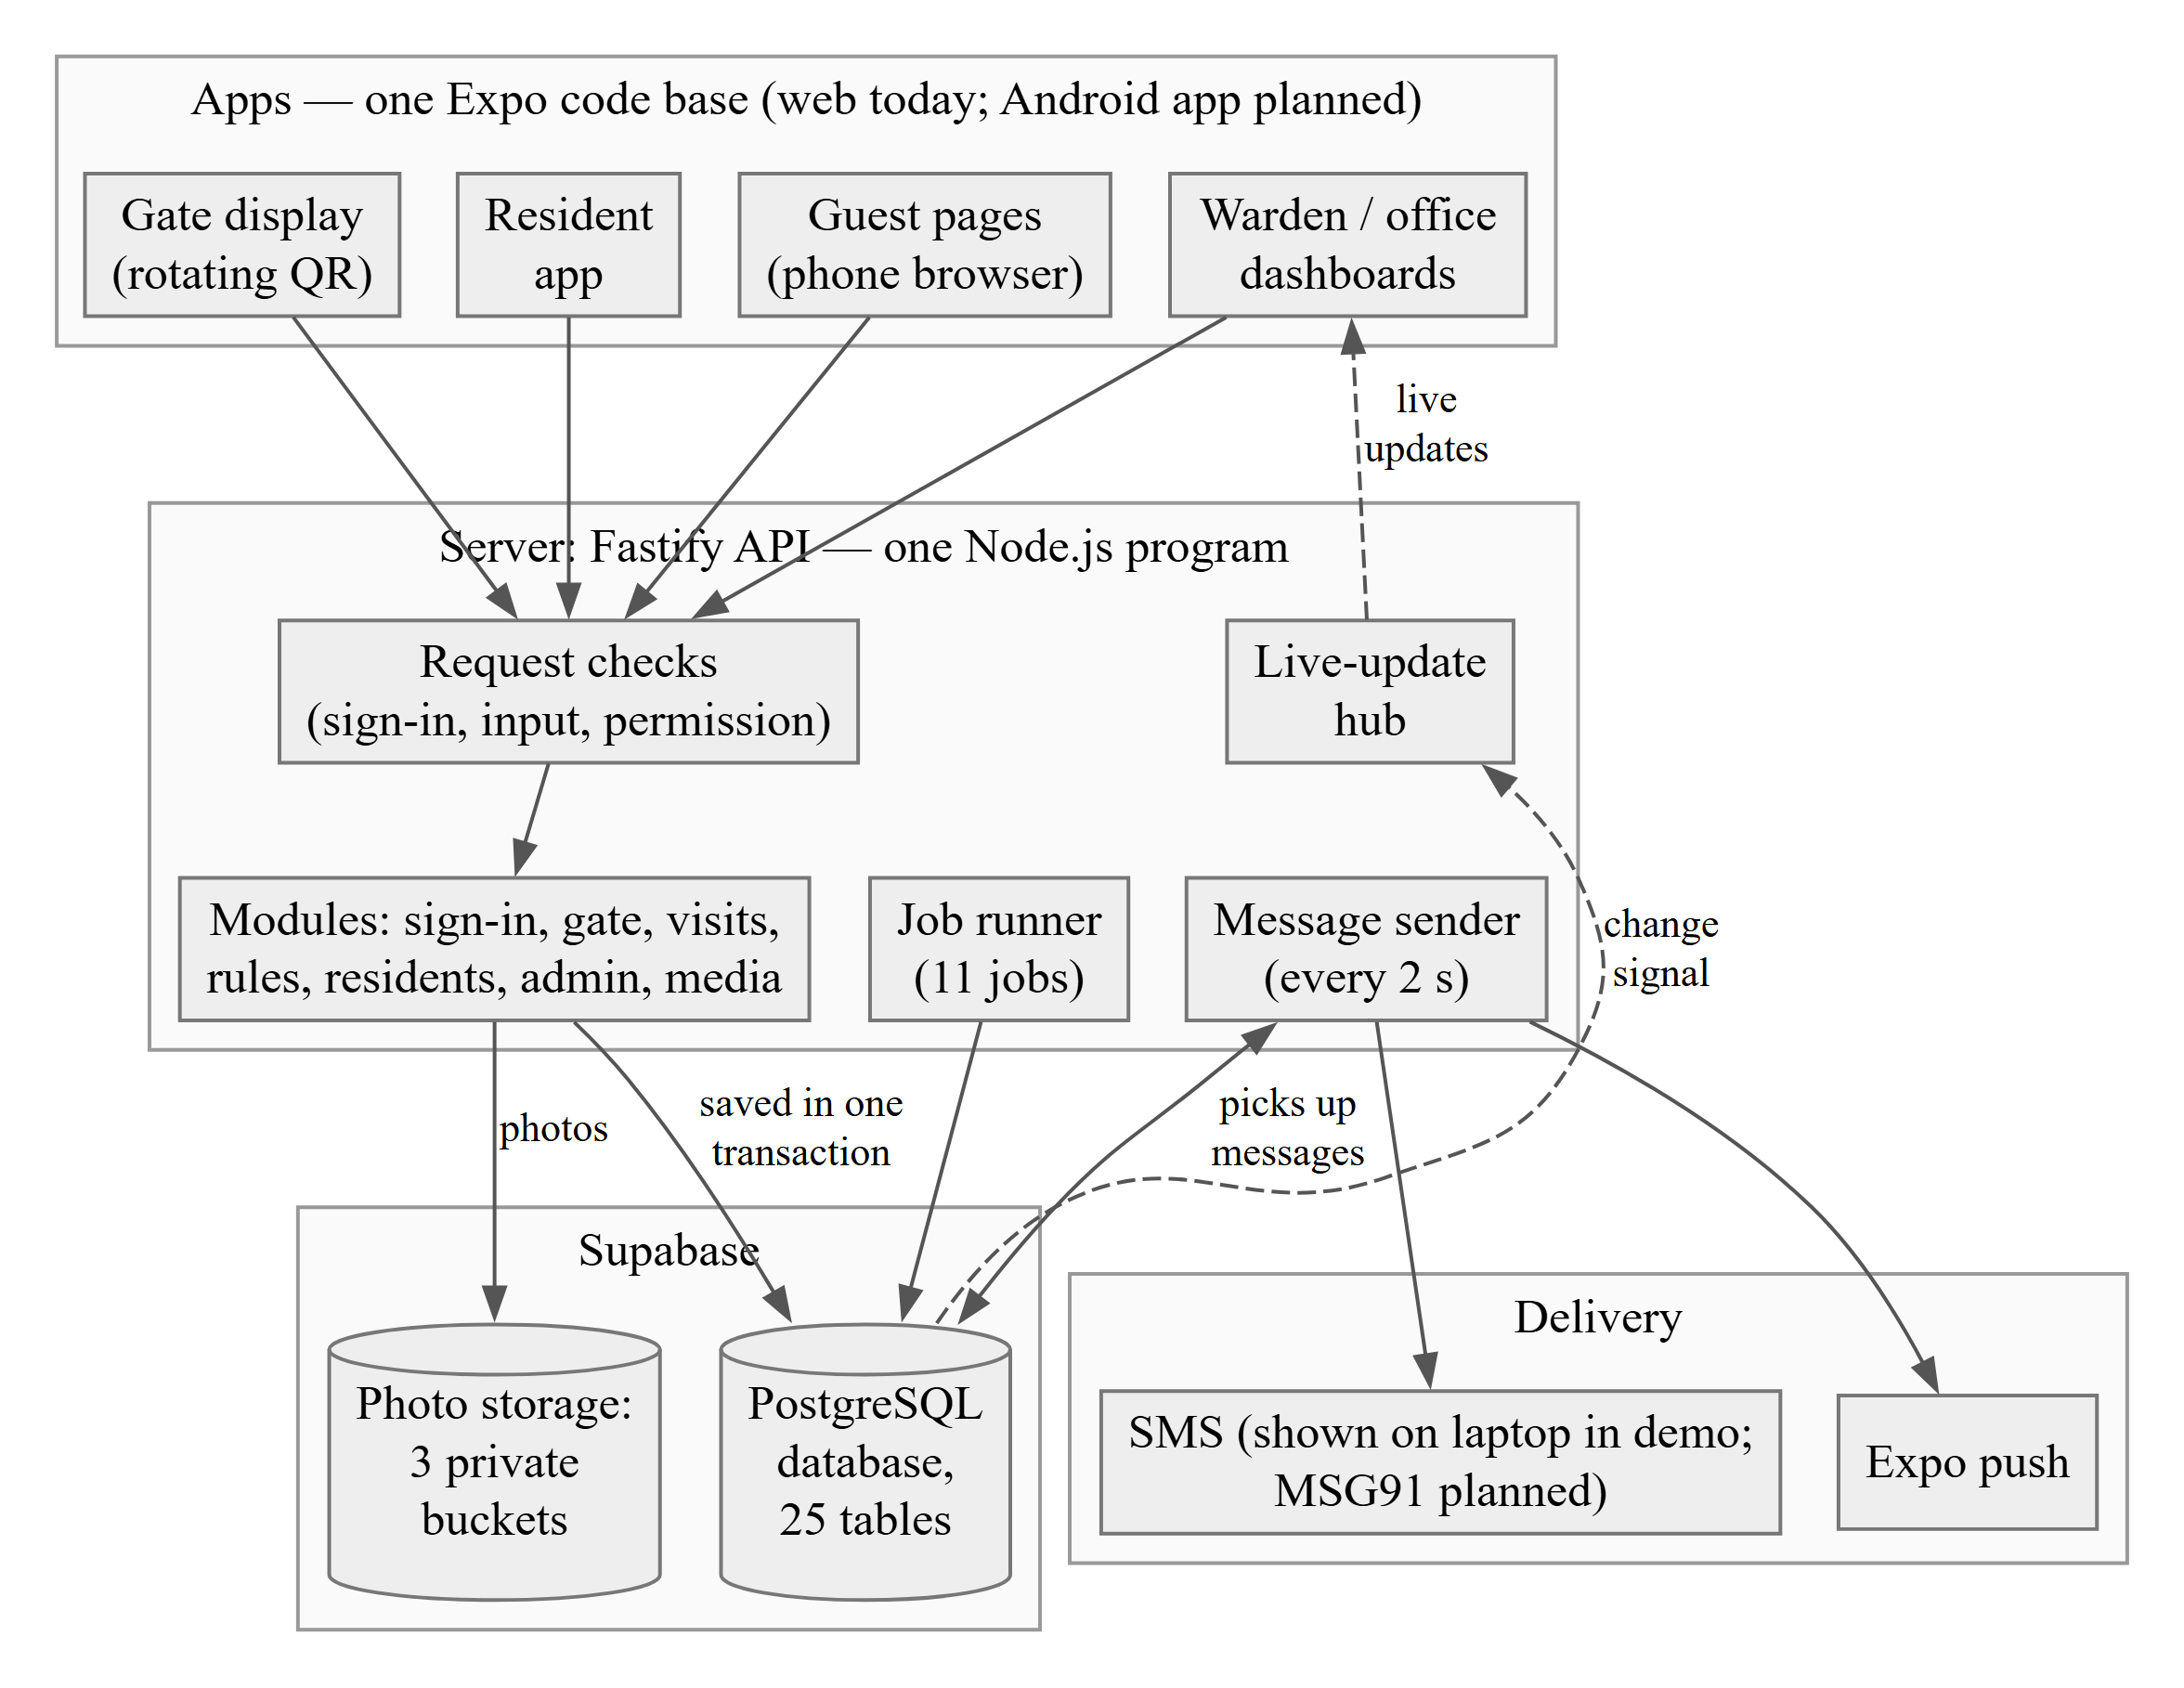 Apps — one Expo code base (web today; Android app planned)
Gate display
(rotating QR)
Resident
app
Guest pages
(phone browser)
Warden / office
dashboards
live
updates
Server: Fastify API — one Node.js program
Request checks
(sign-in, input, permission)
Live-update
hub
Modules: sign-in, gate, visits,
rules, residents, admin, media
Job runner
(11 jobs)
Message sender
(every 2 s)
change
signal
photos
saved in one
transaction
picks up
messages
Supabase
Photo storage:
3 private
buckets
PostgreSQL
database,
25 tables
Delivery
SMS (shown on laptop in demo;
MSG91 planned)
Expo push